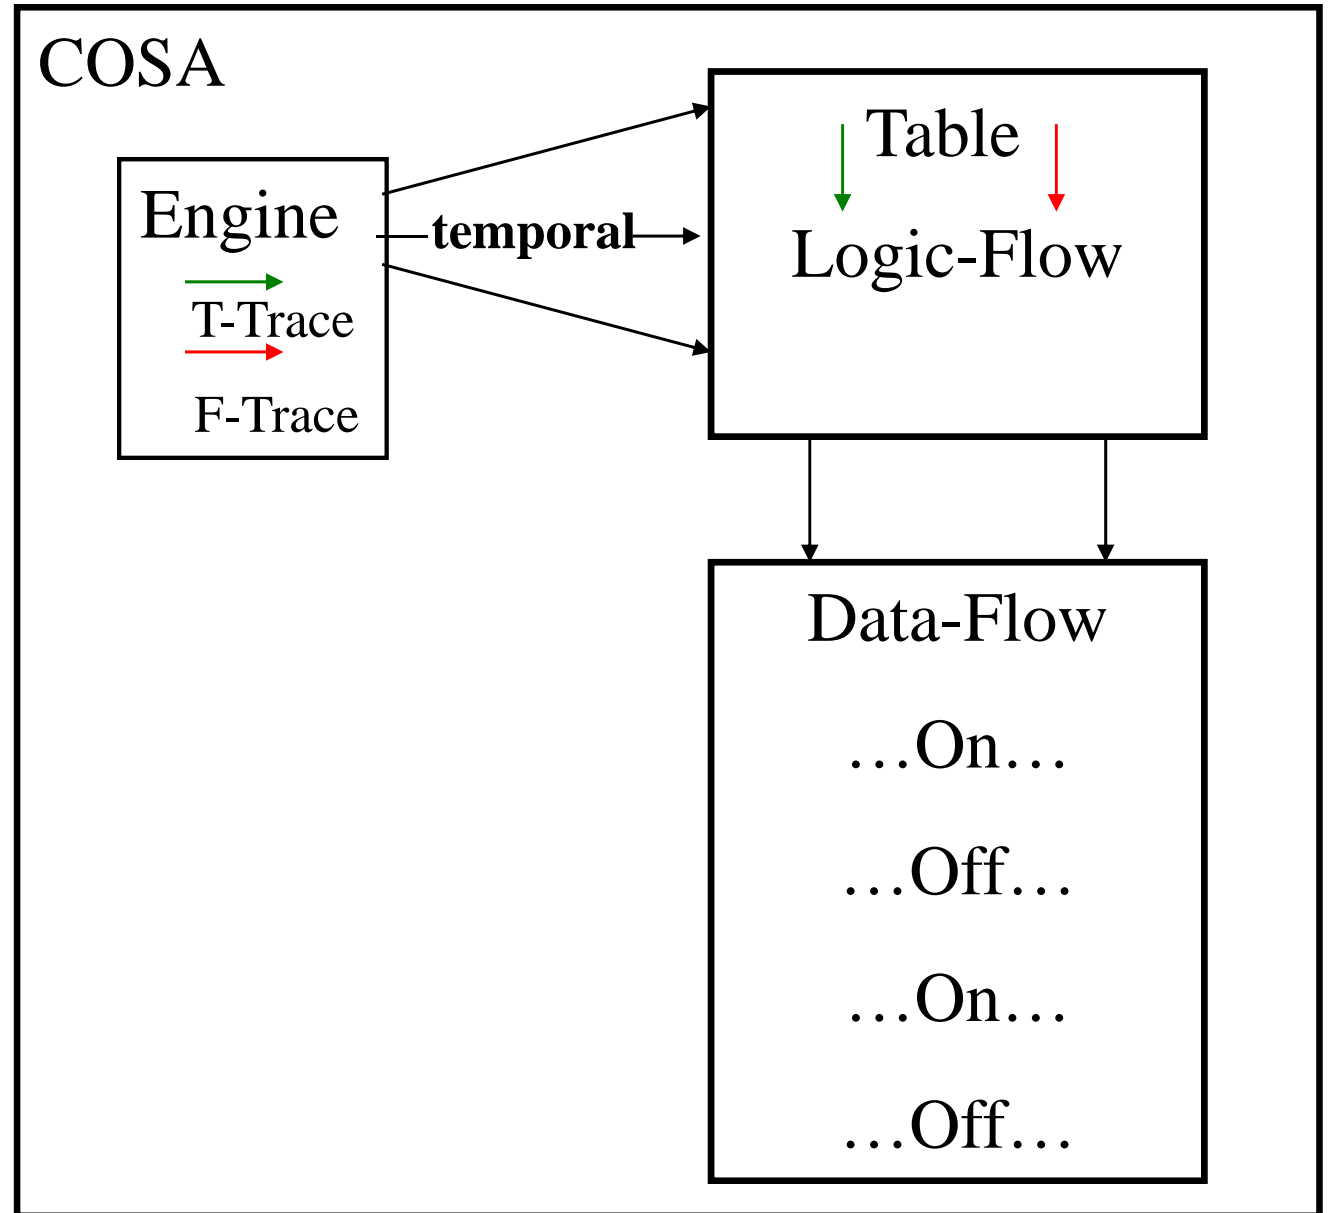 COSA
Engine
T-Trace
F-Trace
temporal
Table
Logic-Flow
Data-Flow
…On…
…Off…
…On…
…Off…